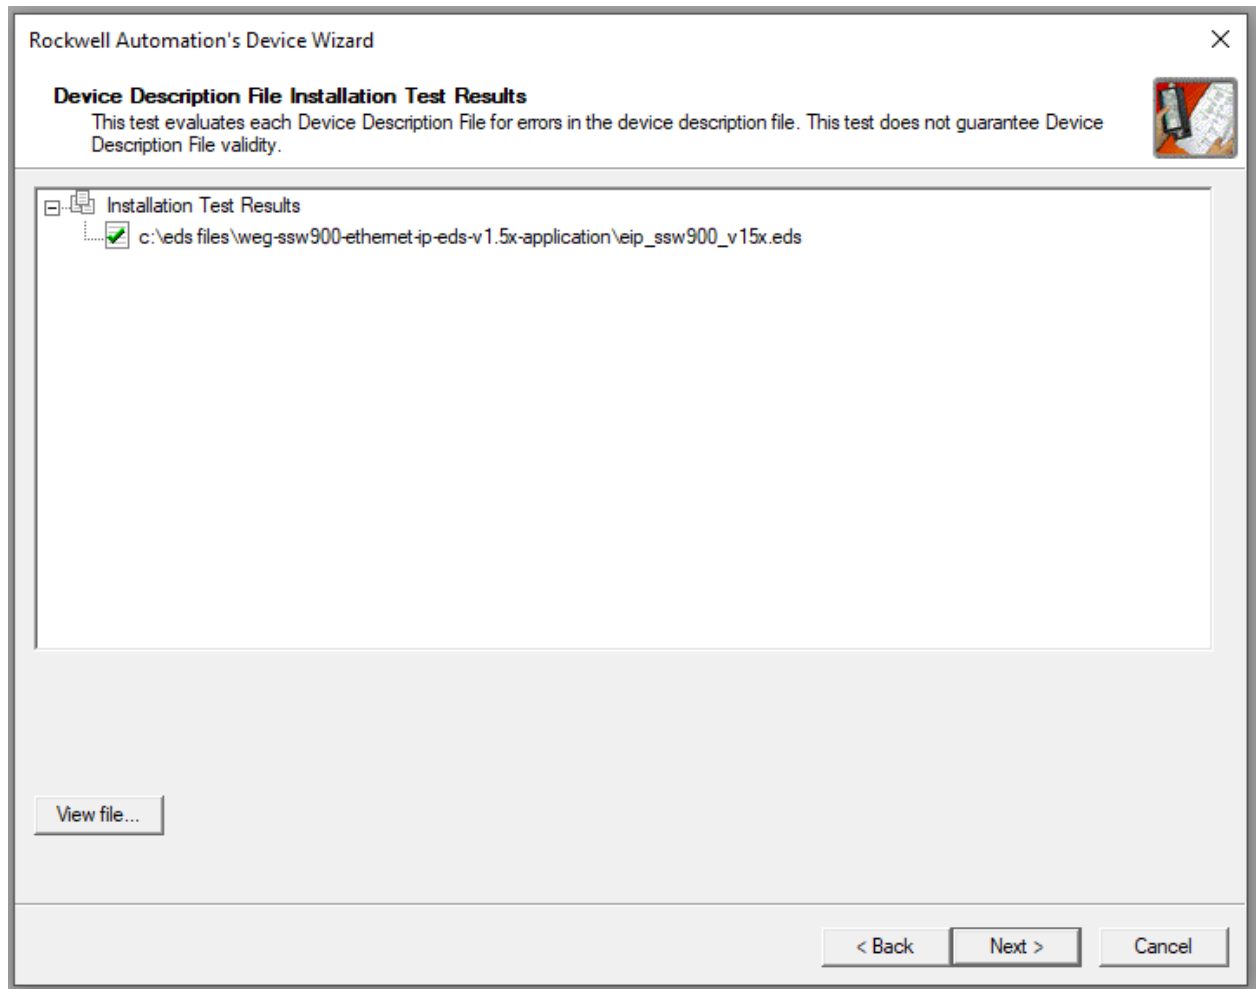 Rockwell Automation's Device Wizard
Device Description File Installation Test Results
This test evaluates each Device Description File for errors in the device description file. This test does not guarantee Device
Description File validity.
Installation Test Results
c:\eds files\weg-ssw900-ethernet-ip-eds-v1.5x-application\eip_ssw900_v15x.eds
View file...
< Back Next > Cancel